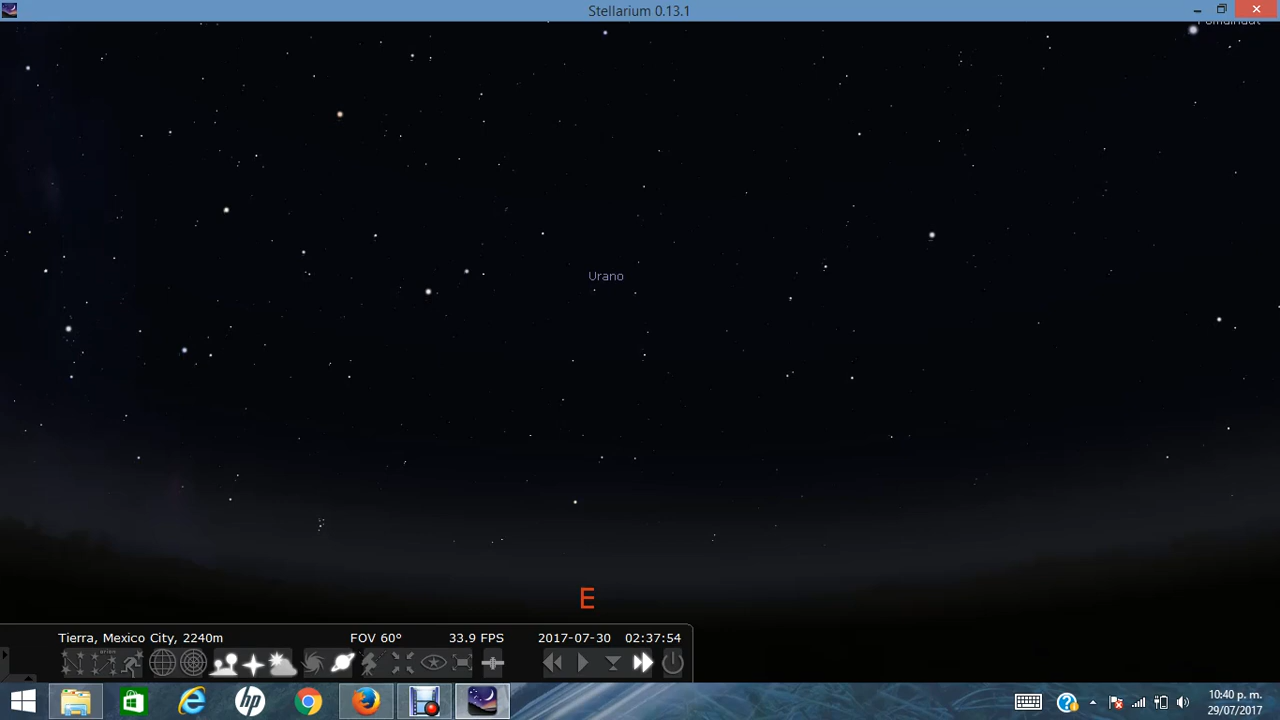 Stellarium 0.13.1
Fomalhaut
Urano
E
Tierra, Mexico City, 2240m FOV 60° 33.9 FPS 2017-07-30 02:37:54
10:40 p. m.
29/07/2017